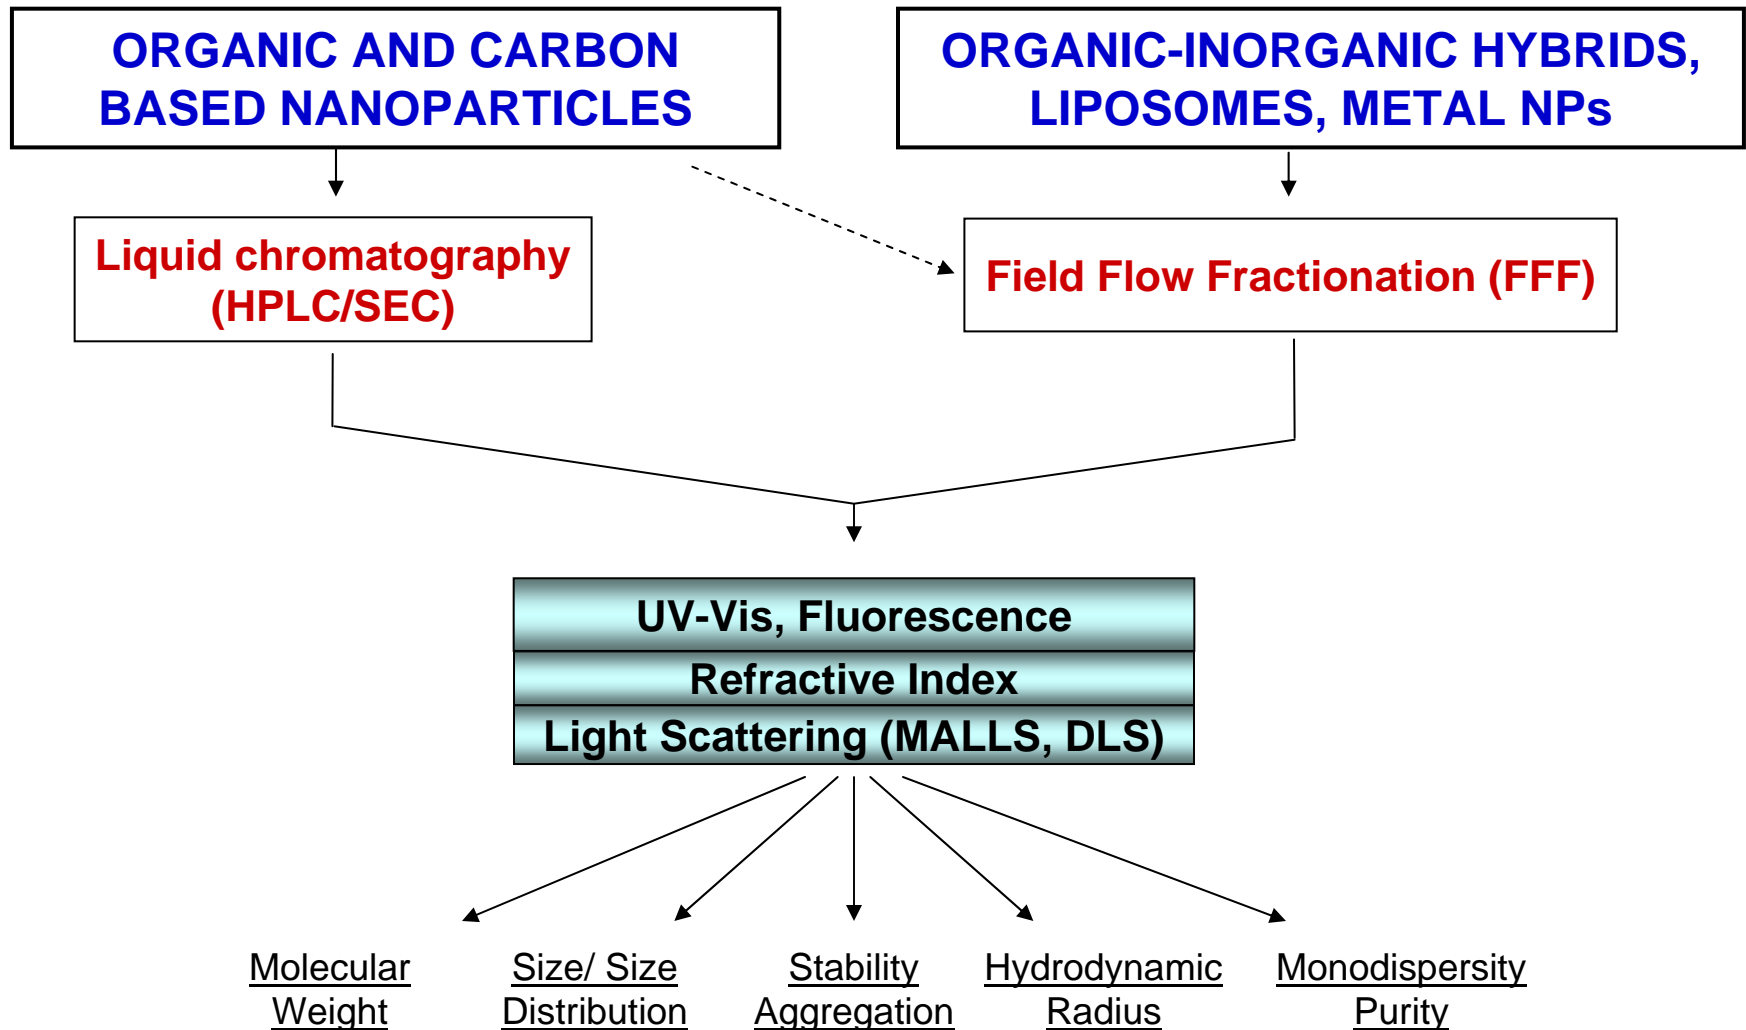 ORGANIC AND CARBON
BASED NANOPARTICLES
ORGANIC-INORGANIC HYBRIDS,
LIPOSOMES, METAL NPs
Liquid chromatography
(HPLC/SEC)
Field Flow Fractionation (FFF)
UV-Vis, Fluorescence
Refractive Index
Light Scattering (MALLS, DLS)
Molecular
Weight
Size/ Size
Distribution
Stability
Aggregation
Hydrodynamic
Radius
Monodispersity
Purity